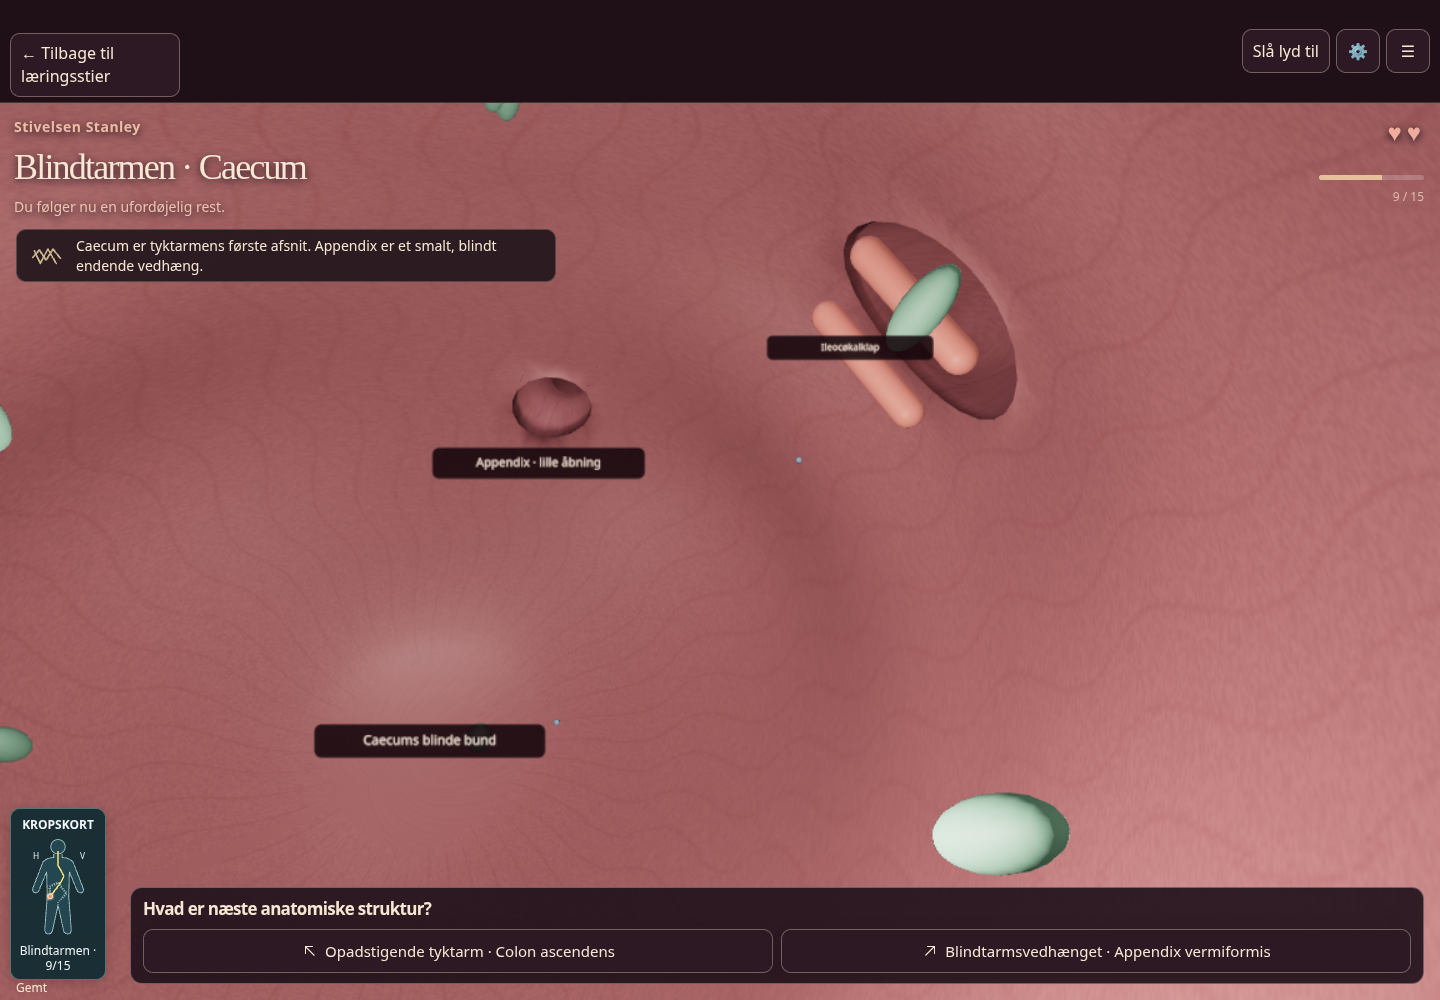 ← Tilbage til
læringsstier
Slå lyd til
Stivelsen Stanley
Blindtarmen · Caecum
Du følger nu en ufordøjelig rest.
9 / 15
Caecum er tyktarmens første afsnit. Appendix er et smalt, blindt
endende vedhæng.
Ileocøkalklap
Appendix · lille åbning
Caecums blinde bund
KROPSKORT
H V
Blindtarmen ·
9/15
Gemt
Hvad er næste anatomiske struktur?
↖ Opadstigende tyktarm · Colon ascendens
↗ Blindtarmsvedhænget · Appendix vermiformis